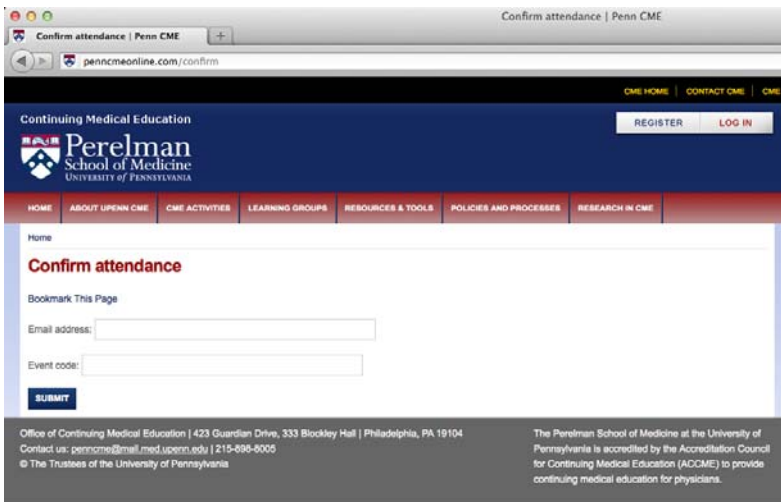 Confirm attendance | Penn CME
Confirm attendance | Penn CME
penncmeonline.com/confirm
CME HOME | CONTACT CME | CME
Continuing Medical Education
REGISTER LOG IN
Perelman
School of Medicine
UNIVERSITY of PENNSYLVANIA
HOME ABOUT UPENN CME CME ACTIVITIES LEARNING GROUPS RESOURCES & TOOLS POLICIES AND PROCESSES RESEARCH IN CME
Home
Confirm attendance
Bookmark This Page
Email address:
Event code:
SUBMIT
Office of Continuing Medical Education | 423 Guardian Drive, 333 Blockley Hall | Philadelphia, PA 19104
Contact us: penncme@mail.med.upenn.edu | 215-898-8005
© The Trustees of the University of Pennsylvania
The Perelman School of Medicine at the University of
Pennsylvania is accredited by the Accreditation Council
for Continuing Medical Education (ACCME) to provide
continuing medical education for physicians.